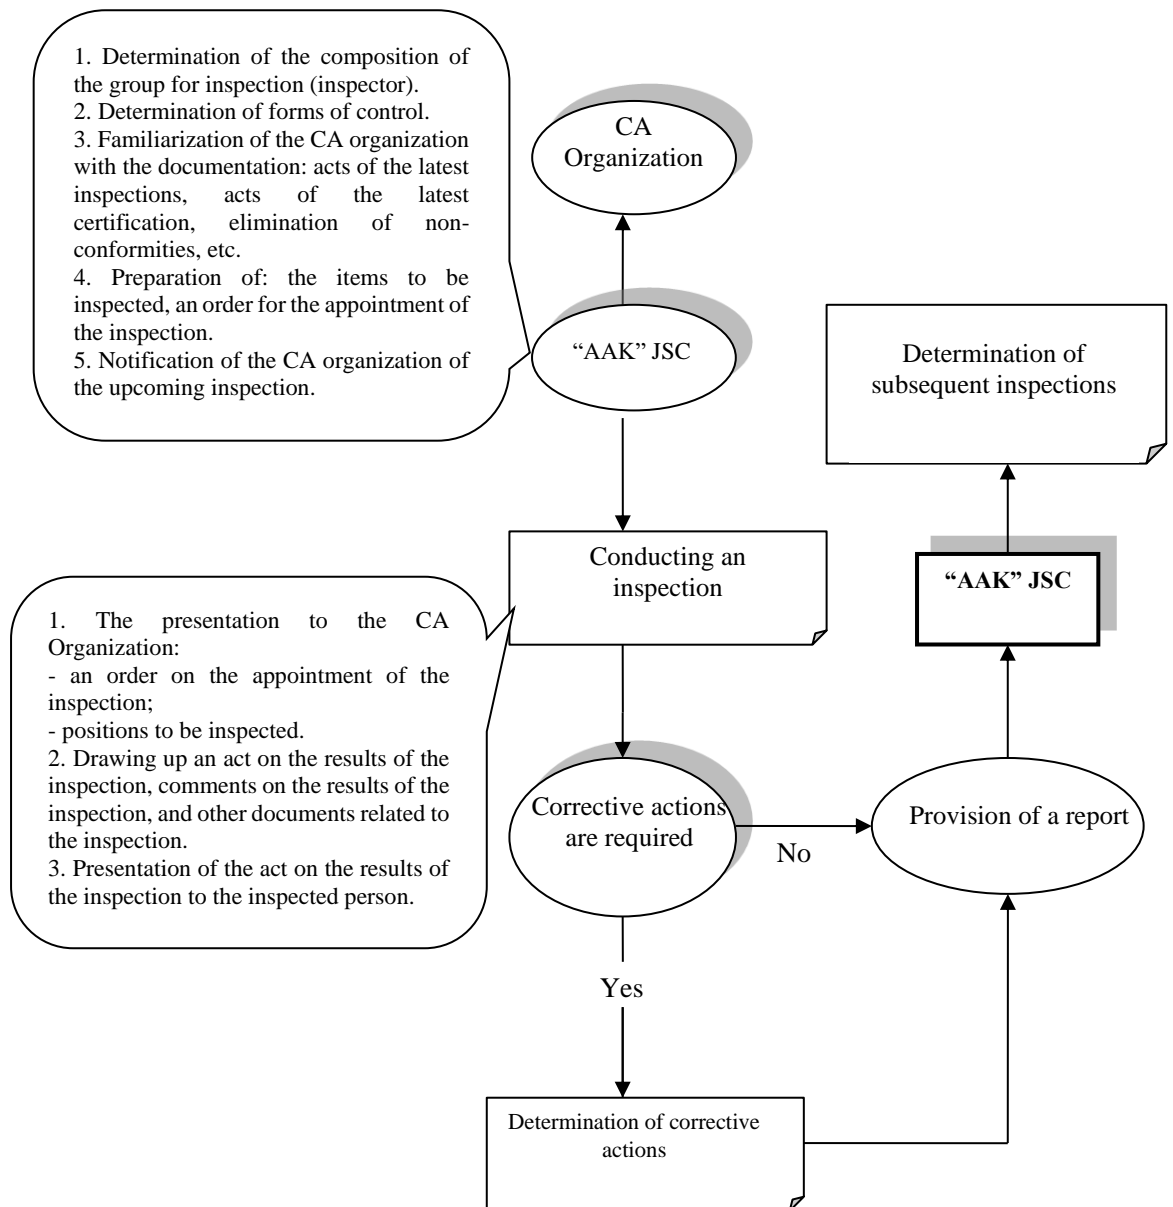 1. Determination of the composition of
the group for inspection (inspector).
2. Determination of forms of control.
3. Familiarization of the CA organization
with the documentation: acts of the latest
inspections, acts of the latest
certification, elimination of non-
conformities, etc.
4. Preparation of: the items to be
inspected, an order for the appointment of
the inspection.
5. Notification of the CA organization of
the upcoming inspection.
CA
Organization
“AAK” JSC
Determination of
subsequent inspections
Conducting an
inspection
“AAK” JSC
1. The presentation to the CA
Organization:
- an order on the appointment of the
inspection;
- positions to be inspected.
2. Drawing up an act on the results of the
inspection, comments on the results of the
inspection, and other documents related to
the inspection.
3. Presentation of the act on the results of
the inspection to the inspected person.
Corrective actions
are required
No
Provision of a report
Yes
Determination of corrective
actions